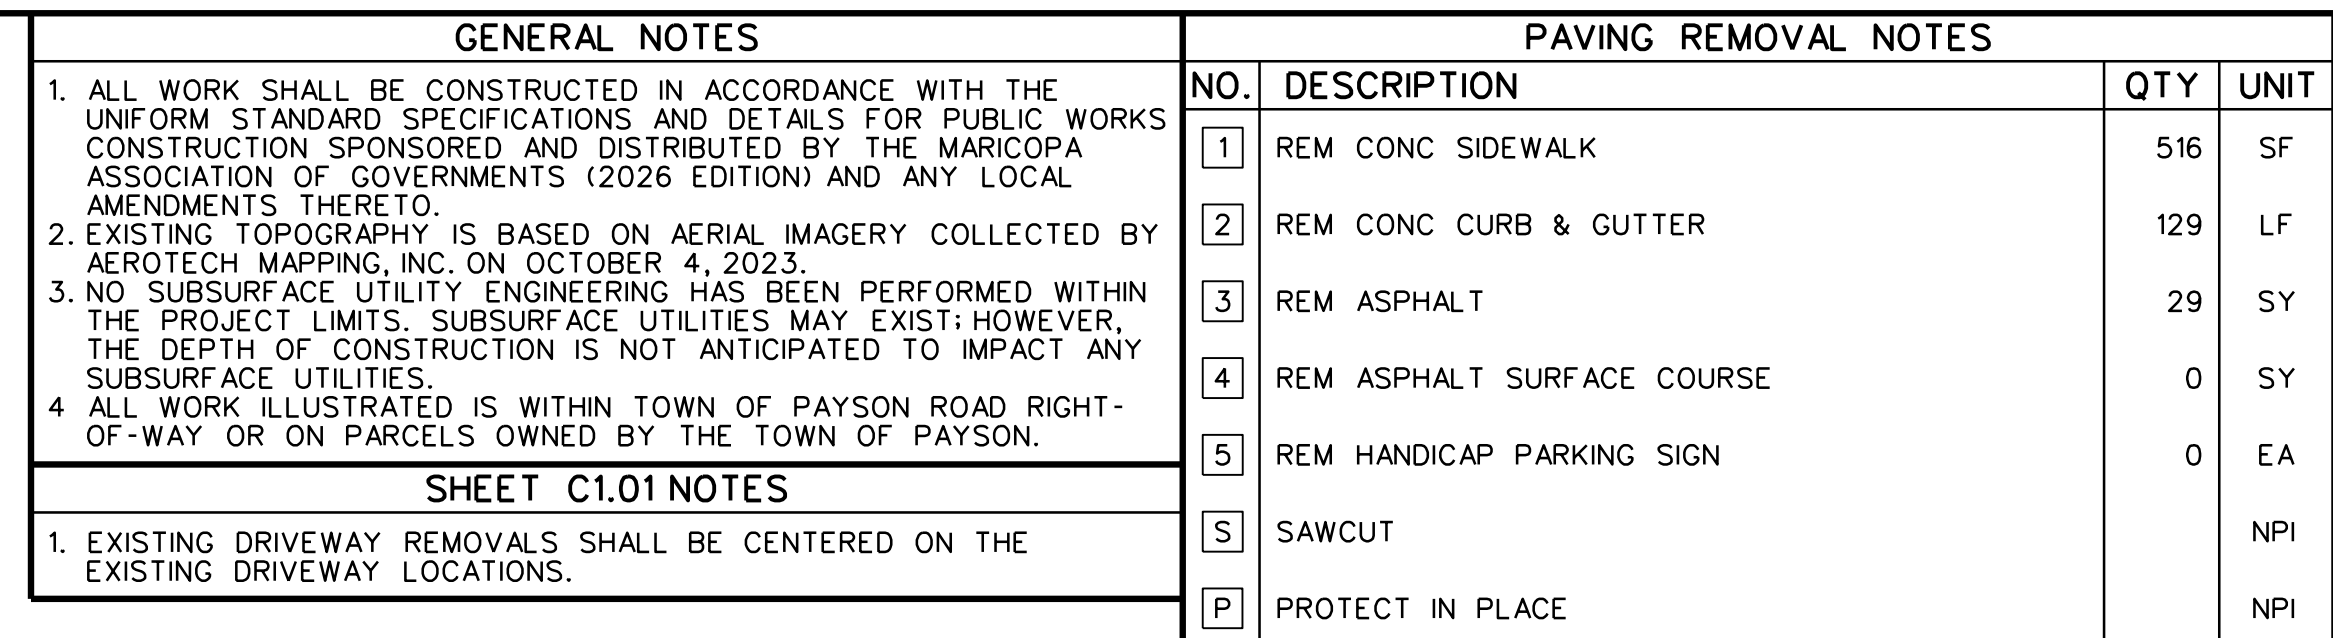 GENERAL NOTES
1. ALL WORK SHALL BE CONSTRUCTED IN ACCORDANCE WITH THE
UNIFORM STANDARD SPECIFICATIONS AND DETAILS FOR PUBLIC WORKS
CONSTRUCTION SPONSORED AND DISTRIBUTED BY THE MARICOPA
ASSOCIATION OF GOVERNMENTS (2026 EDITION) AND ANY LOCAL
AMENDMENTS THERETO.
2. EXISTING TOPOGRAPHY IS BASED ON AERIAL IMAGERY COLLECTED BY
AEROTECH MAPPING, INC. ON OCTOBER 4, 2023.
3. NO SUBSURFACE UTILITY ENGINEERING HAS BEEN PERFORMED WITHIN
THE PROJECT LIMITS. SUBSURFACE UTILITIES MAY EXIST; HOWEVER,
THE DEPTH OF CONSTRUCTION IS NOT ANTICIPATED TO IMPACT ANY
SUBSURFACE UTILITIES.
4 ALL WORK ILLUSTRATED IS WITHIN TOWN OF PAYSON ROAD RIGHT-
OF-WAY OR ON PARCELS OWNED BY THE TOWN OF PAYSON.
SHEET C1.01 NOTES
1. EXISTING DRIVEWAY REMOVALS SHALL BE CENTERED ON THE
EXISTING DRIVEWAY LOCATIONS.
PAVING REMOVAL NOTES
NO. DESCRIPTION QTY UNIT
1 REM CONC SIDEWALK 516 SF
2 REM CONC CURB & GUTTER 129 LF
3 REM ASPHALT 29 SY
4 REM ASPHALT SURFACE COURSE 0 SY
5 REM HANDICAP PARKING SIGN 0 EA
S SAWCUT NPI
P PROTECT IN PLACE NPI